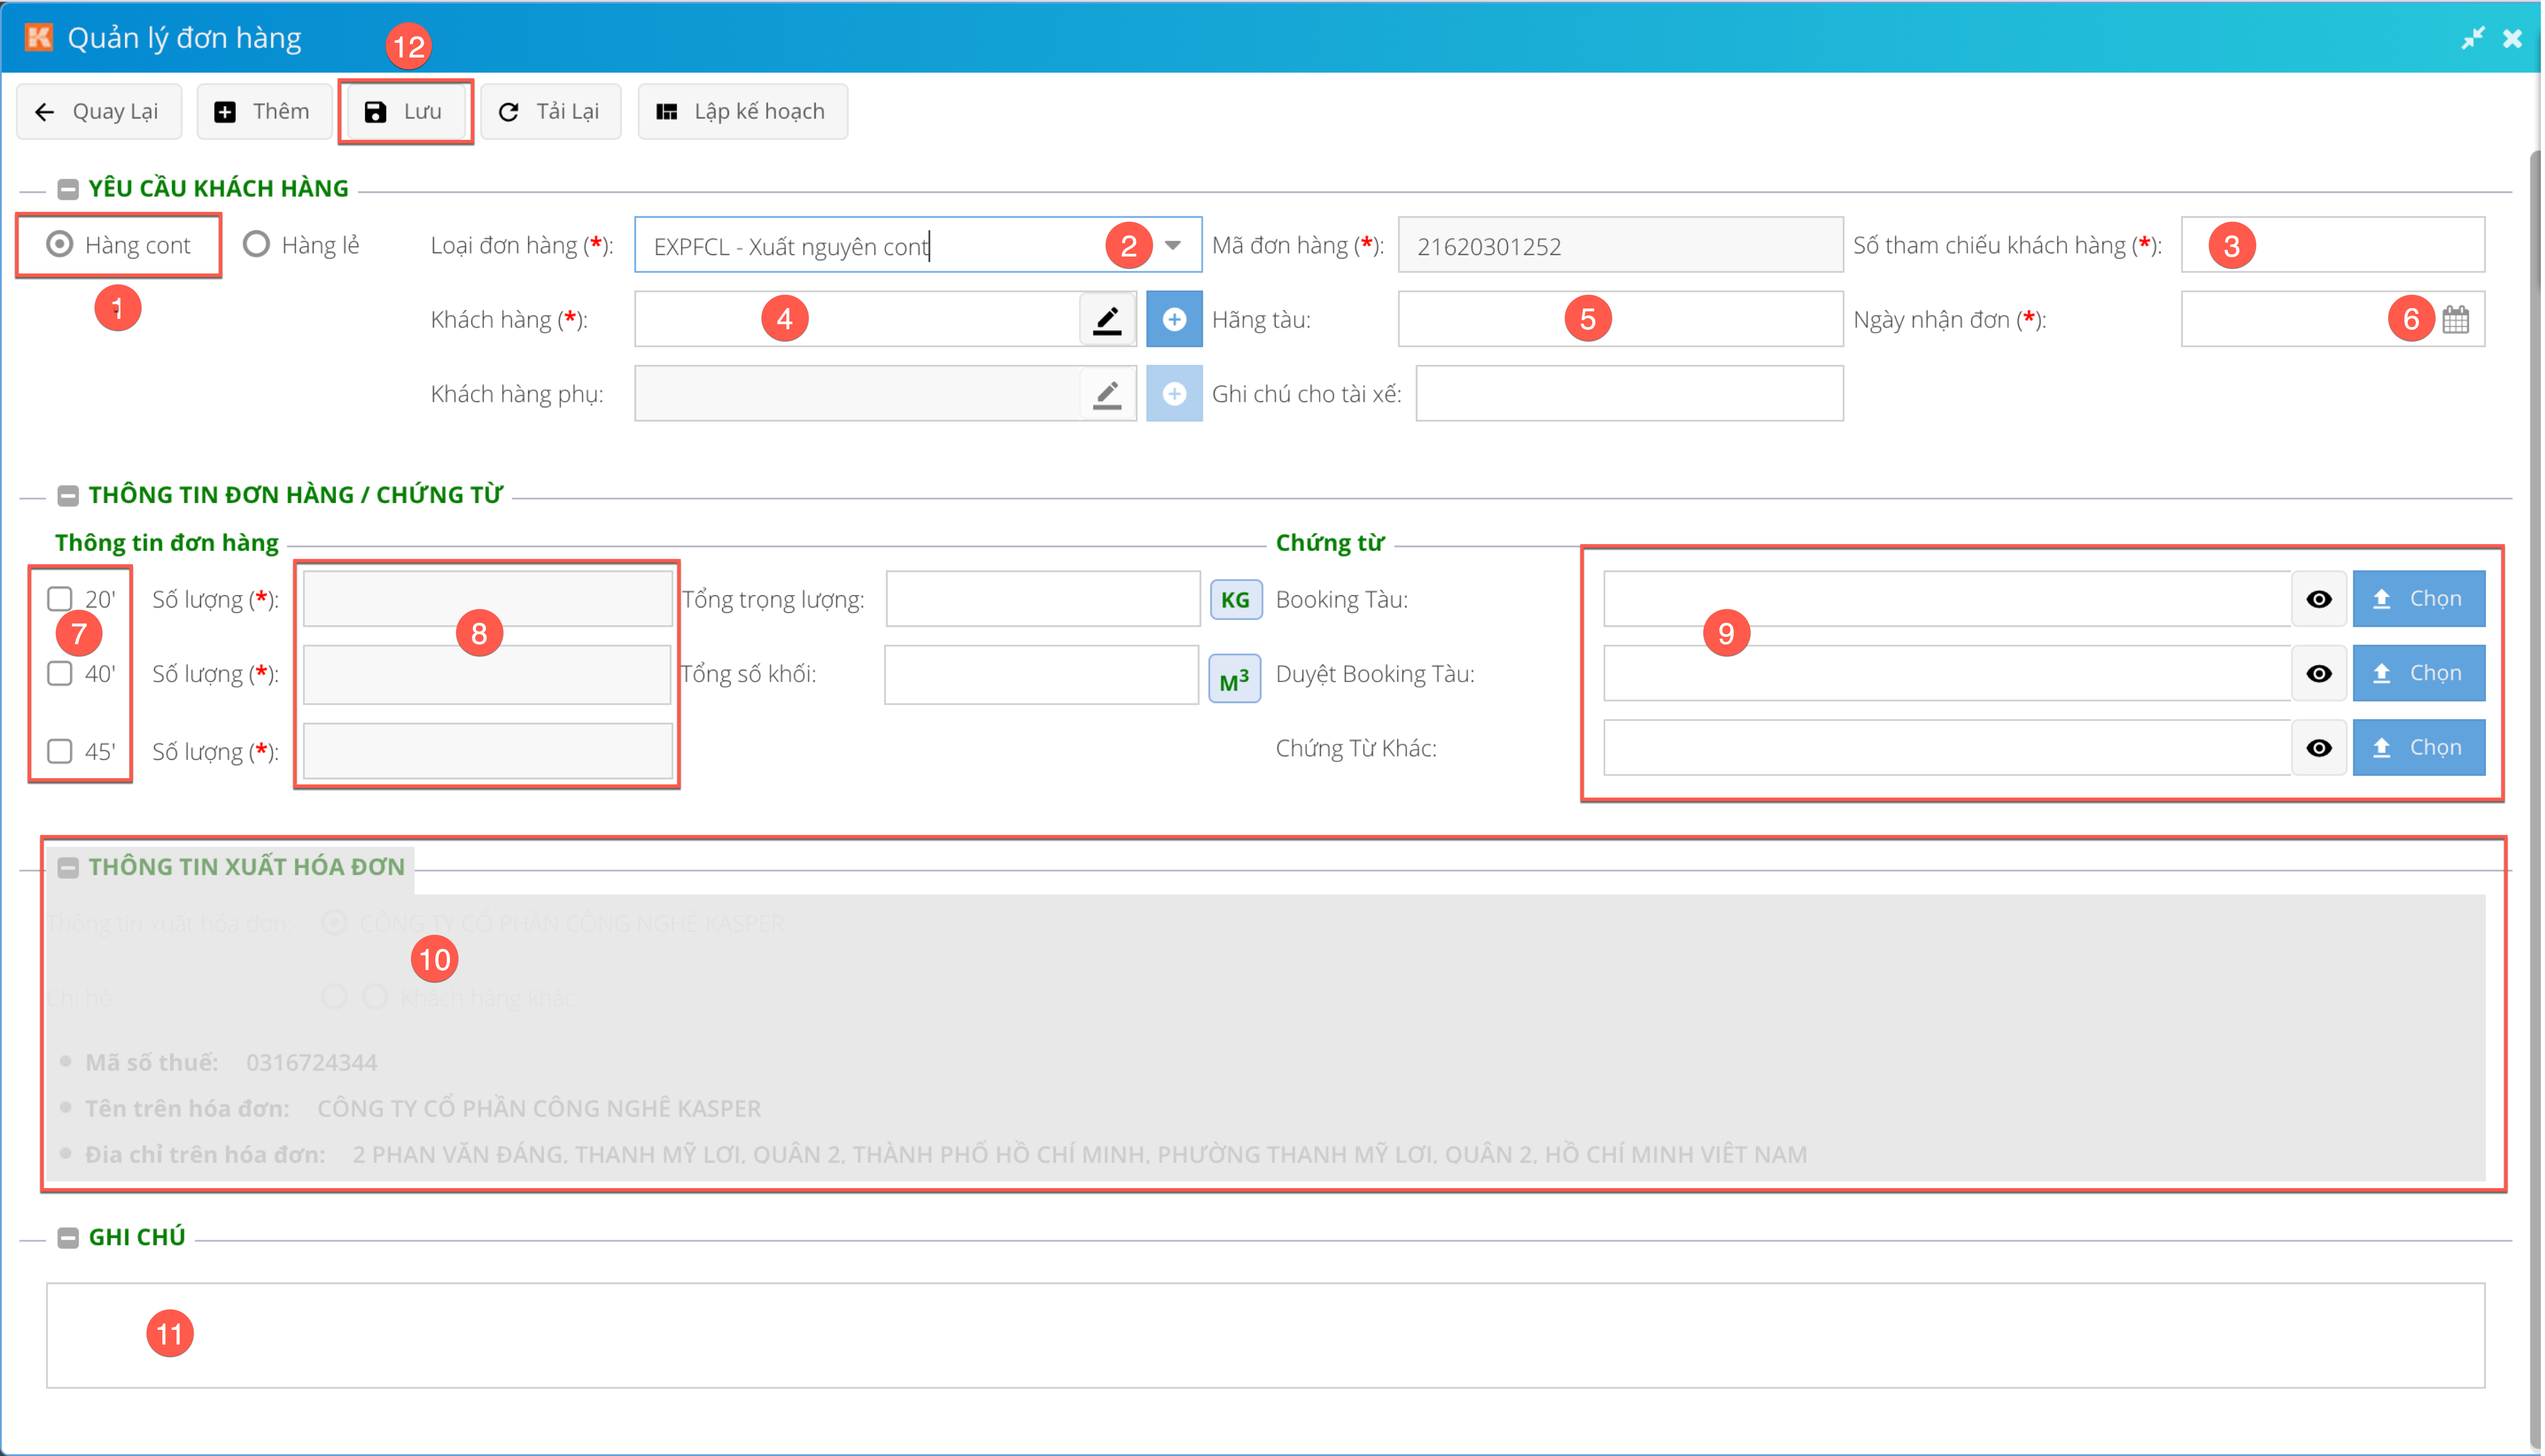 K Quản lý đơn hàng
12
Quay Lại Thêm Lưu Tải Lại Lập kế hoạch
YÊU CẦU KHÁCH HÀNG
Hàng cont Hàng lẻ Loại đơn hàng (*): EXPFCL - Xuất nguyên cont 2 Mã đơn hàng (*): 21620301252 Số tham chiếu khách hàng (*): 3
1 Khách hàng (*): 4 Hãng tàu: 5 Ngày nhận đơn (*): 6
Khách hàng phụ: Ghi chú cho tài xế:
THÔNG TIN ĐƠN HÀNG / CHỨNG TỪ
Thông tin đơn hàng Chứng từ
20' Số lượng (*): Tổng trọng lượng: KG Booking Tàu: Chọn
7 8 9
40' Số lượng (*): Tổng số khối: M³ Duyệt Booking Tàu: Chọn
45' Số lượng (*): Chứng Từ Khác: Chọn
THÔNG TIN XUẤT HÓA ĐƠN
Thông tin xuất hóa đơn: CÔNG TY CỔ PHẦN CÔNG NGHỆ KASPER
10
Chi hộ: Khách hàng khác
Mã số thuế: 0316724344
Tên trên hóa đơn: CÔNG TY CỔ PHẦN CÔNG NGHỆ KASPER
Địa chỉ trên hóa đơn: 2 PHAN VĂN ĐÁNG, THẠNH MỸ LỢI, QUẬN 2, THÀNH PHỐ HỒ CHÍ MINH, PHƯỜNG THẠNH MỸ LỢI, QUẬN 2, HỒ CHÍ MINH VIỆT NAM
GHI CHÚ
11